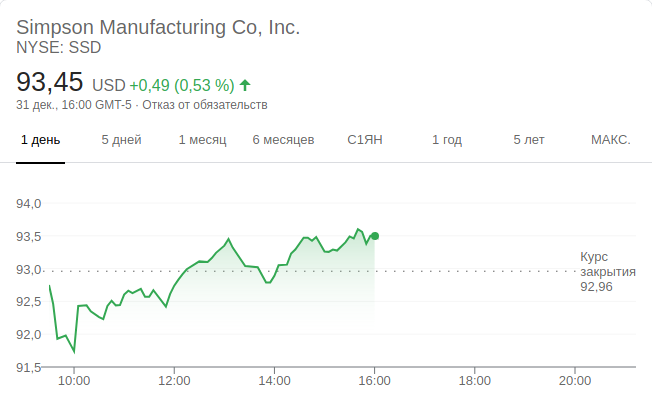 Simpson Manufacturing Co, Inc.
NYSE: SSD
93,45 USD +0,49 (0,53 %)
31 дек., 16:00 GMT-5 · Отказ от обязательств
1 день 5 дней 1 месяц 6 месяцев С1ЯН 1 год 5 лет МАКС.
94,0
93,5
93,0
92,5
92,0
91,5
Курс
закрытия
92,96
10:00 12:00 14:00 16:00 18:00 20:00